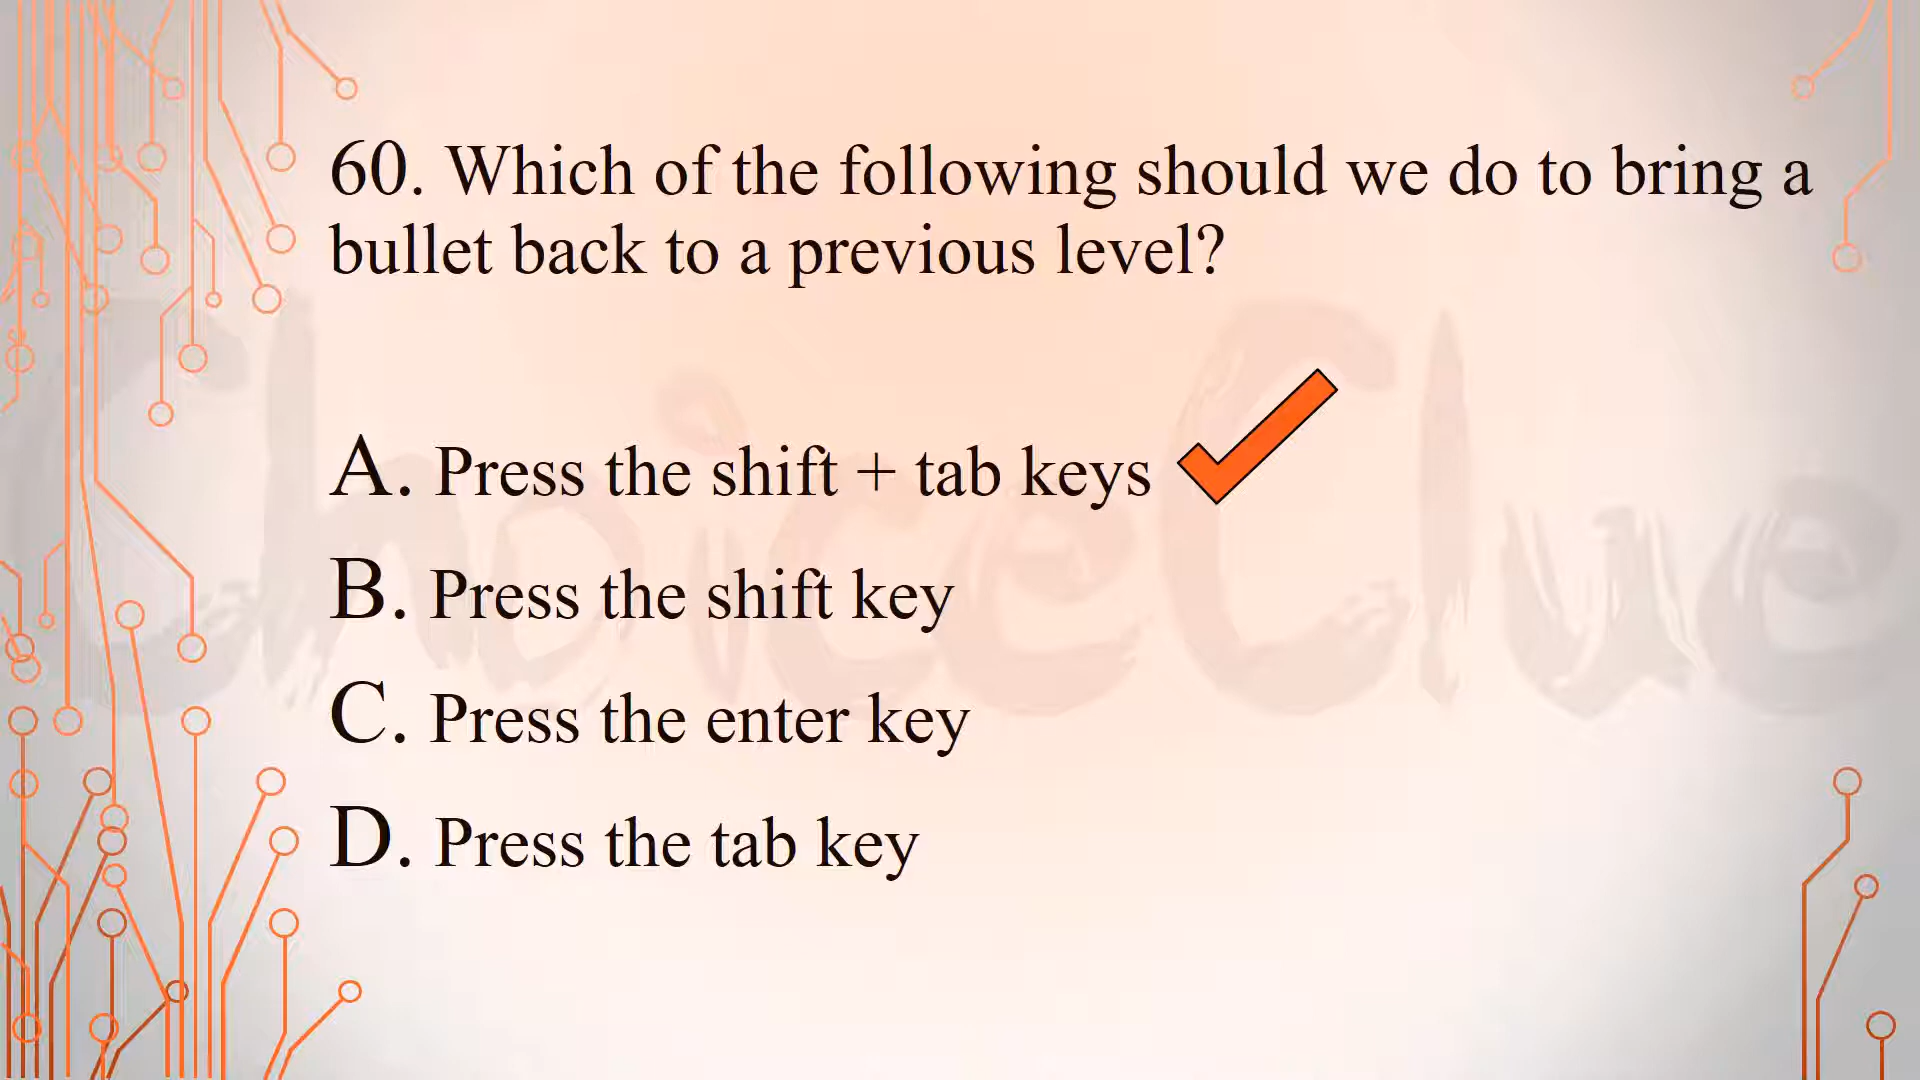 60. Which of the following should we do to bring a
bullet back to a previous level?
A. Press the shift + tab keys
B. Press the shift key
C. Press the enter key
D. Press the tab key
ChoiceClue